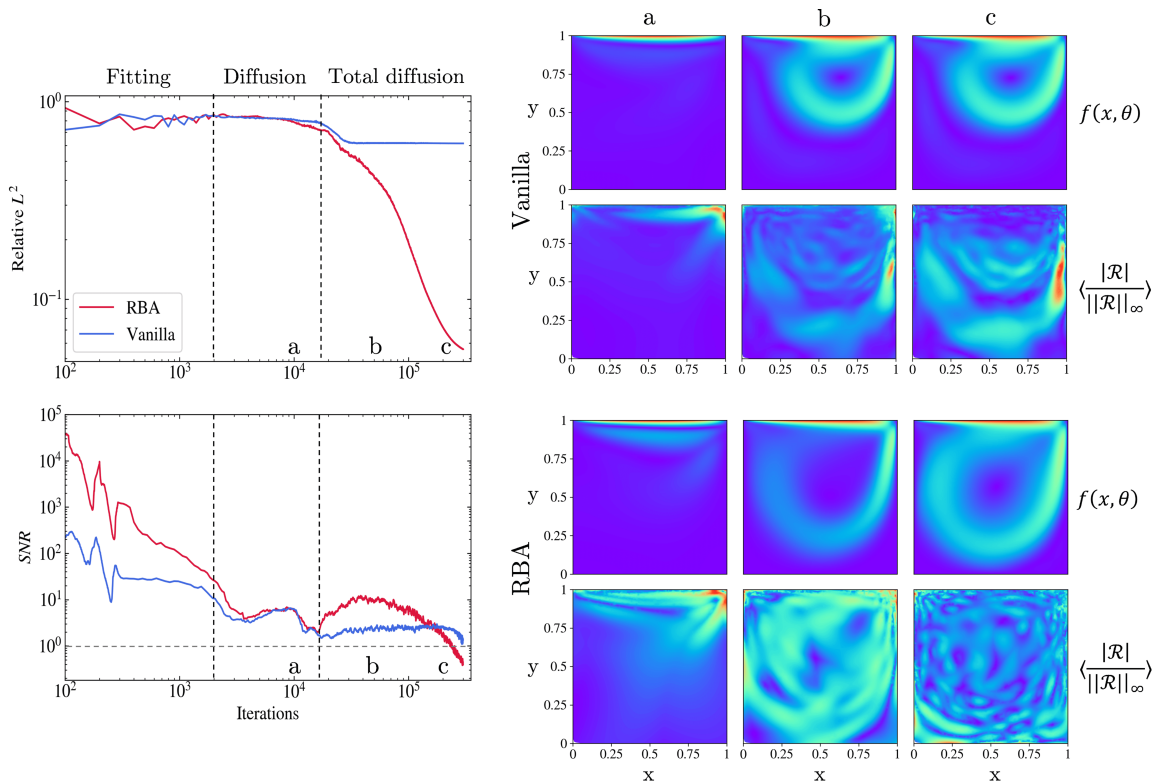 Fitting Diffusion Total diffusion
10^0
10^-1
Relative L^2
RBA
Vanilla
a b c
10^2 10^3 10^4 10^5
10^5
10^4
10^3
10^2
10^1
10^0
SNR
a b c
10^2 10^3 10^4 10^5
Iterations
a b c
Vanilla
1
0.75
y
0.5
0.25
0
f(x, θ)
1
0.75
y
0.5
0.25
0
⟨|R| / ||R||_∞⟩
0 0.25 0.5 0.75 1 0 0.25 0.5 0.75 1 0 0.25 0.5 0.75 1
RBA
1
0.75
y
0.5
0.25
0
f(x, θ)
1
0.75
y
0.5
0.25
0
⟨|R| / ||R||_∞⟩
0 0.25 0.5 0.75 1 0 0.25 0.5 0.75 1 0 0.25 0.5 0.75 1
x x x